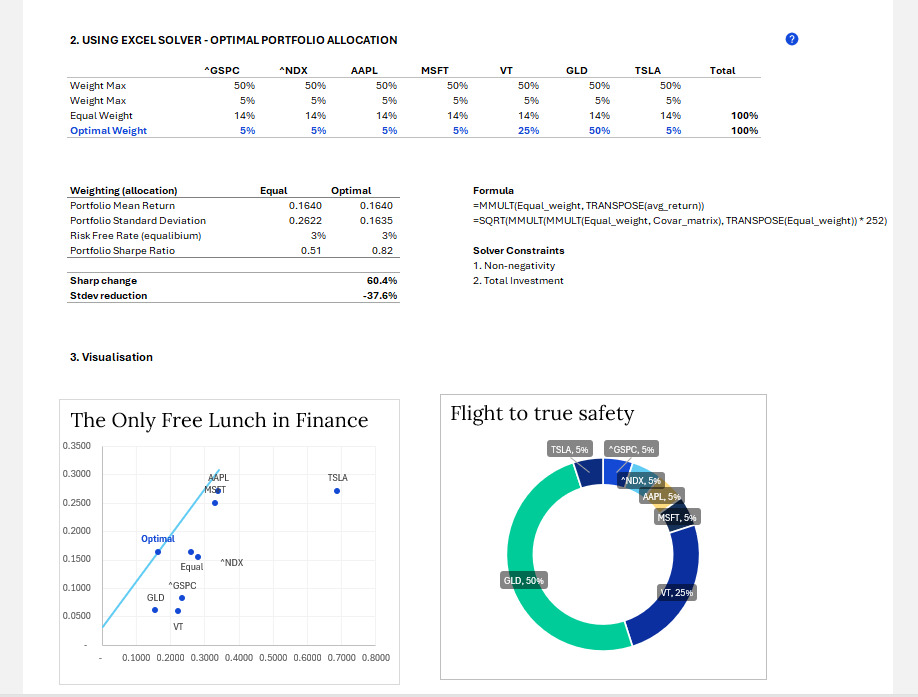 2. USING EXCEL SOLVER - OPTIMAL PORTFOLIO ALLOCATION
?
^GSPC ^NDX AAPL MSFT VT GLD TSLA Total
Weight Max 50% 50% 50% 50% 50% 50% 50%
Weight Max 5% 5% 5% 5% 5% 5% 5%
Equal Weight 14% 14% 14% 14% 14% 14% 14% 100%
Optimal Weight 5% 5% 5% 5% 25% 50% 5% 100%
Weighting (allocation) Equal Optimal
Portfolio Mean Return 0.1640 0.1640
Portfolio Standard Deviation 0.2622 0.1635
Risk Free Rate (equalibium) 3% 3%
Portfolio Sharpe Ratio 0.51 0.82
Sharp change 60.4%
Stdev reduction -37.6%
Formula
=MMULT(Equal_weight, TRANSPOSE(avg_return))
=SQRT(MMULT(MMULT(Equal_weight, Covar_matrix), TRANSPOSE(Equal_weight)) * 252)
Solver Constraints
1. Non-negativity
2. Total Investment
3. Visualisation
The Only Free Lunch in Finance
0.3500
0.3000
0.2500
0.2000
0.1500
0.1000
0.0500
-
AAPL
MSFT
TSLA
Optimal
Equal
^NDX
^GSPC
GLD
VT
- 0.1000 0.2000 0.3000 0.4000 0.5000 0.6000 0.7000 0.8000
Flight to true safety
TSLA, 5%
^GSPC, 5%
^NDX, 5%
AAPL, 5%
MSFT, 5%
GLD, 50%
VT, 25%